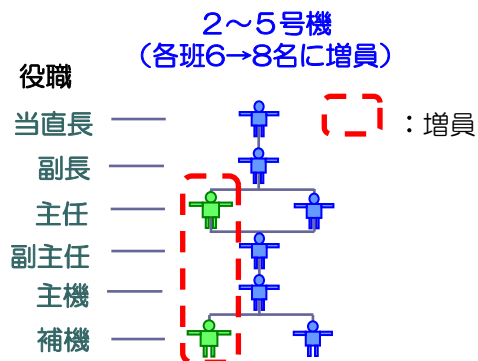 2～5号機
（各班6→8名に増員）
役職
当直長
：増員
副長
主任
副主任
主機
補機